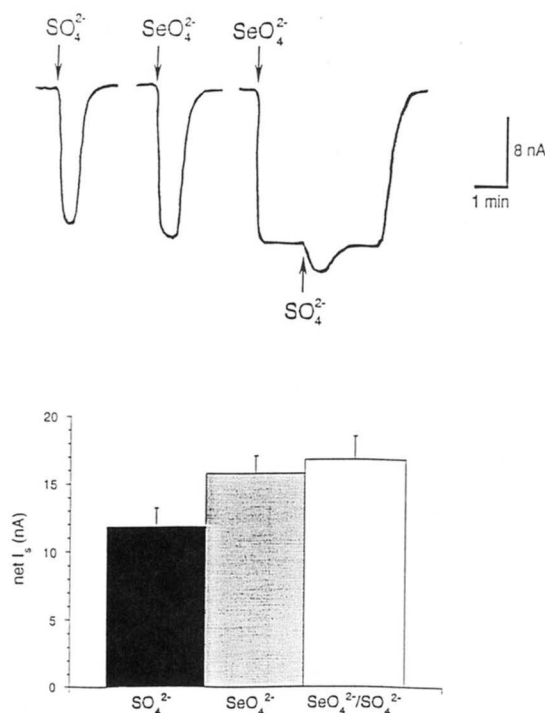 SO₄²⁻ SeO₄²⁻ SeO₄²⁻
8 nA
1 min
SO₄²⁻
20
15
10
5
0
net Iₛ (nA)
SO₄²⁻ SeO₄²⁻ SeO₄²⁻/SO₄²⁻